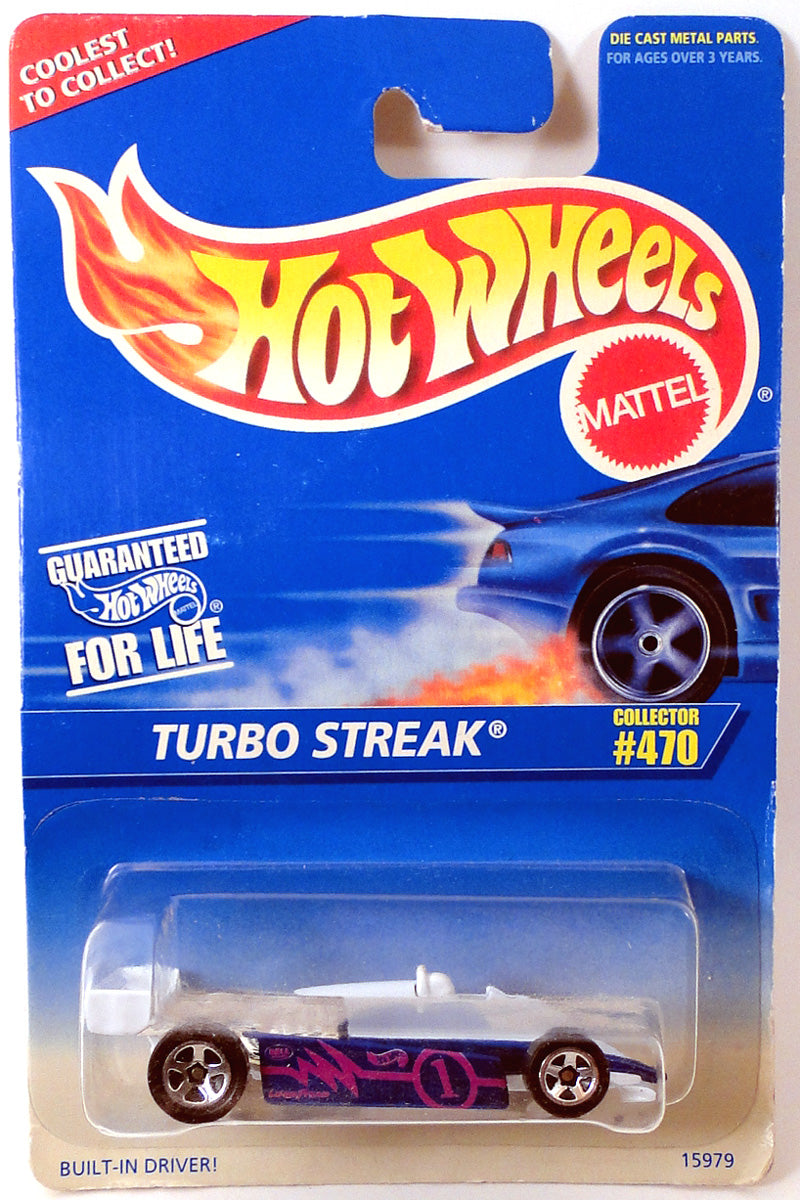 COOLEST
TO COLLECT!
DIE CAST METAL PARTS.
FOR AGES OVER 3 YEARS.
HOT WHEELS
MATTEL
®
GUARANTEED
HOT WHEELS
MATTEL
®
FOR LIFE
TURBO STREAK®
COLLECTOR
#470
1
BUILT-IN DRIVER!
15979